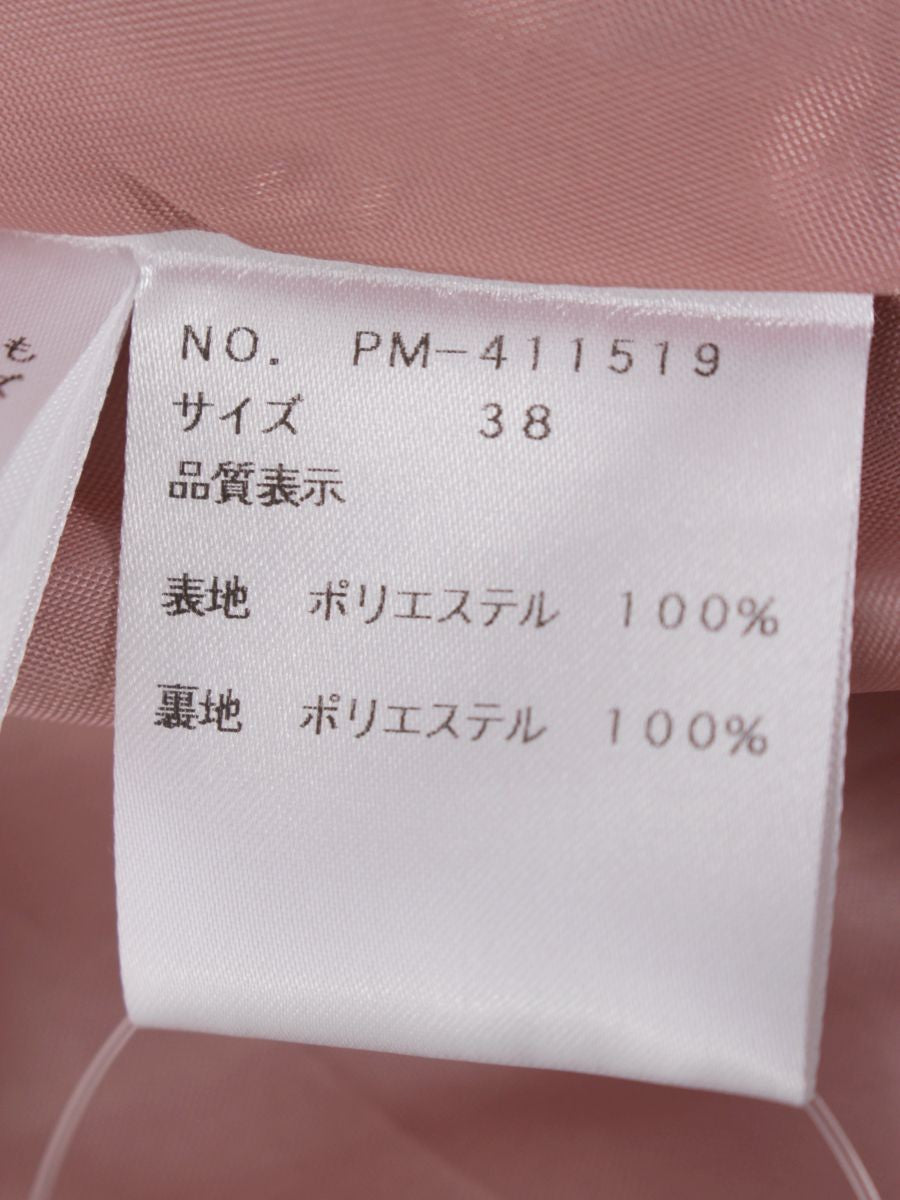 NO. PM-411519
サイズ 38
品質表示
表地 ポリエステル 100%
裏地 ポリエステル 100%
も